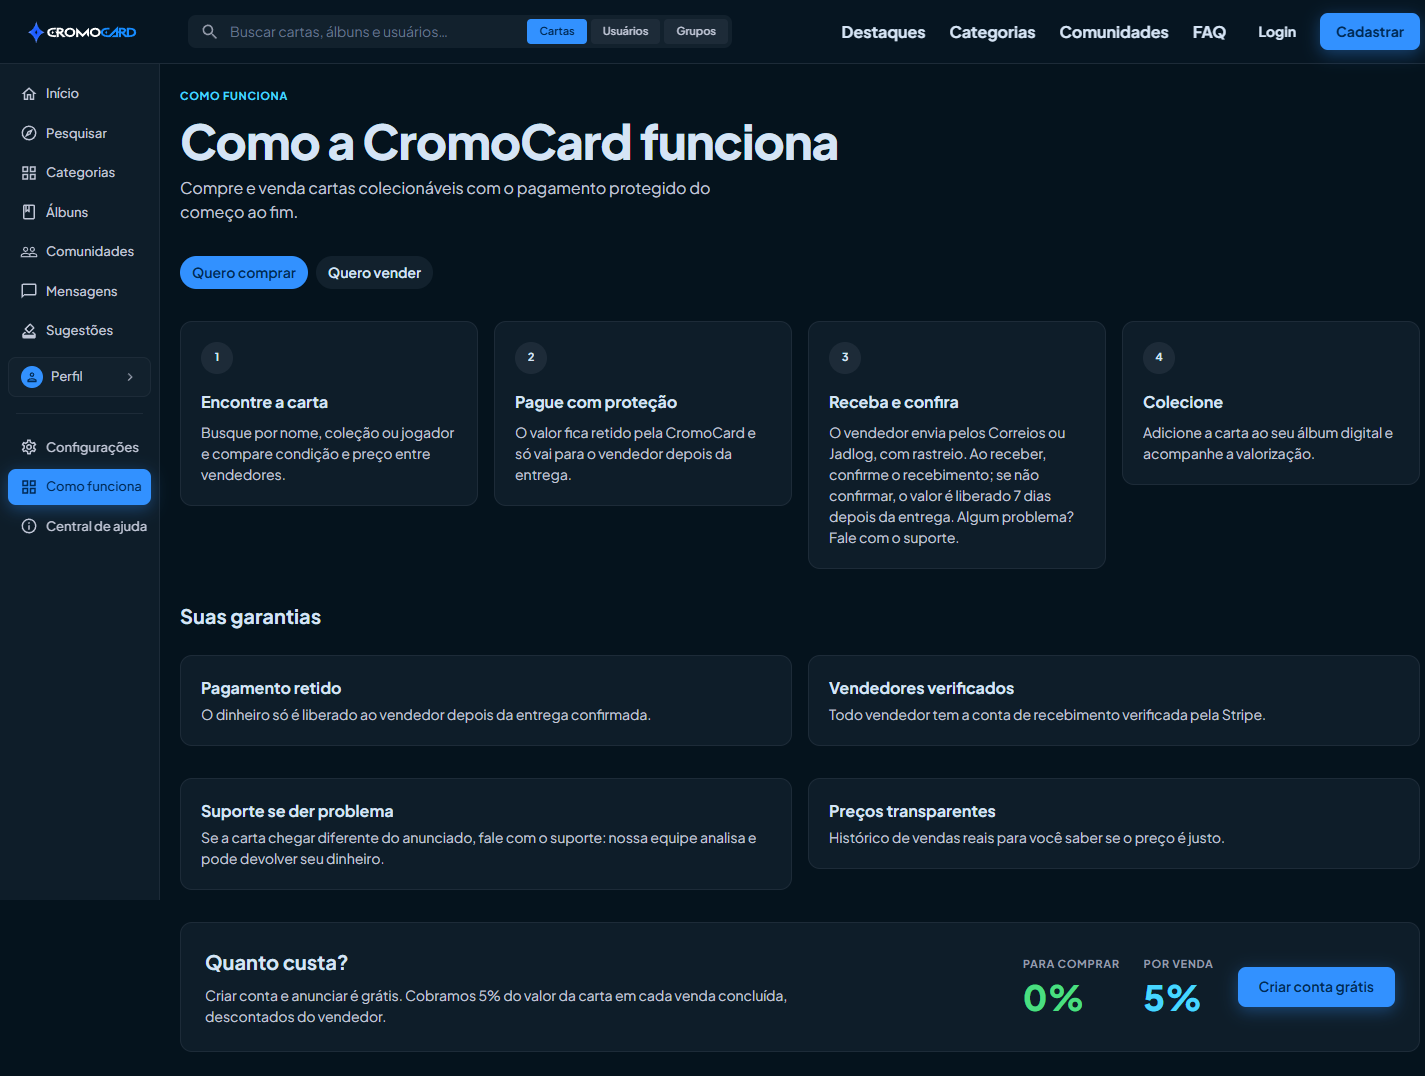 CROMOCARD
Buscar cartas, álbuns e usuários...
Cartas
Usuários
Grupos
Destaques
Categorias
Comunidades
FAQ
Login
Cadastrar
Início
Pesquisar
Categorias
Álbuns
Comunidades
Mensagens
Sugestões
Perfil
Configurações
Como funciona
Central de ajuda
COMO FUNCIONA
Como a CromoCard funciona
Compre e venda cartas colecionáveis com o pagamento protegido do
começo ao fim.
Quero comprar
Quero vender
1
Encontre a carta
Busque por nome, coleção ou jogador
e compare condição e preço entre
vendedores.
2
Pague com proteção
O valor fica retido pela CromoCard e
só vai para o vendedor depois da
entrega.
3
Receba e confira
O vendedor envia pelos Correios ou
Jadlog, com rastreio. Ao receber,
confirme o recebimento; se não
confirmar, o valor é liberado 7 dias
depois da entrega. Algum problema?
Fale com o suporte.
4
Colecione
Adicione a carta ao seu álbum digital e
acompanhe a valorização.
Suas garantias
Pagamento retido
O dinheiro só é liberado ao vendedor depois da entrega confirmada.
Vendedores verificados
Todo vendedor tem a conta de recebimento verificada pela Stripe.
Suporte se der problema
Se a carta chegar diferente do anunciado, fale com o suporte: nossa equipe analisa e
pode devolver seu dinheiro.
Preços transparentes
Histórico de vendas reais para você saber se o preço é justo.
Quanto custa?
Criar conta e anunciar é grátis. Cobramos 5% do valor da carta em cada venda concluída,
descontados do vendedor.
PARA COMPRAR
0%
POR VENDA
5%
Criar conta grátis